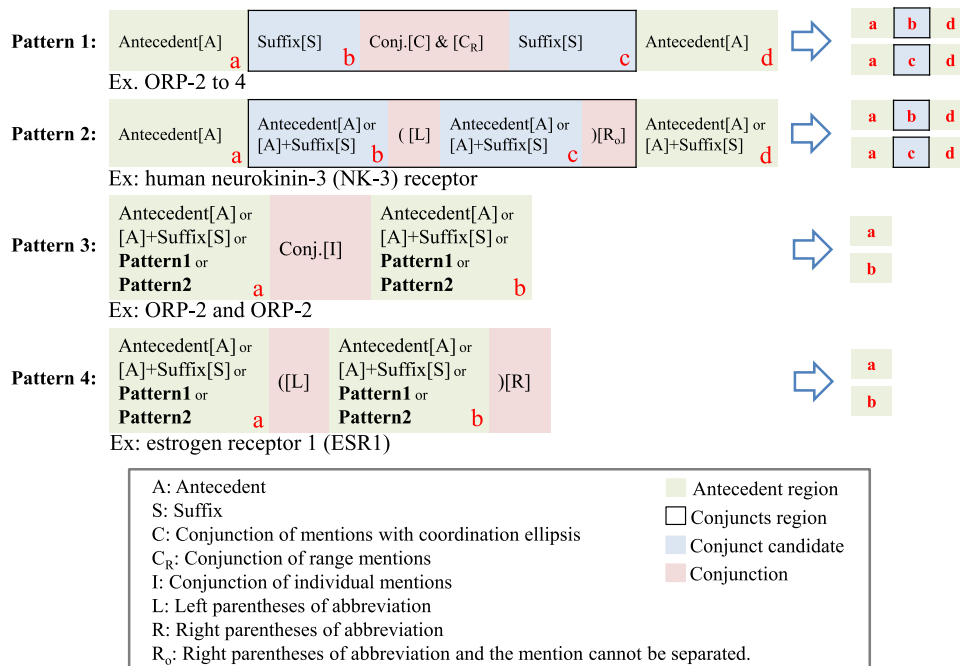 Pattern 1: Antecedent[A] a Suffix[S] b Conj.[C] & [C_R] Suffix[S] c Antecedent[A] d a b d
a c d
Ex. ORP-2 to 4
Pattern 2: Antecedent[A] a Antecedent[A] or [A]+Suffix[S] b ( [L] Antecedent[A] or [A]+Suffix[S] c )[R_o] Antecedent[A] or [A]+Suffix[S] d a b d
a c d
Ex: human neurokinin-3 (NK-3) receptor
Pattern 3: Antecedent[A] or [A]+Suffix[S] or Pattern1 or Pattern2 a Conj.[I] Antecedent[A] or [A]+Suffix[S] or Pattern1 or Pattern2 b a
b
Ex: ORP-2 and ORP-2
Pattern 4: Antecedent[A] or [A]+Suffix[S] or Pattern1 or Pattern2 a ([L] Antecedent[A] or [A]+Suffix[S] or Pattern1 or Pattern2 b )[R] a
b
Ex: estrogen receptor 1 (ESR1)
A: Antecedent
S: Suffix
C: Conjunction of mentions with coordination ellipsis
C_R: Conjunction of range mentions
I: Conjunction of individual mentions
L: Left parentheses of abbreviation
R: Right parentheses of abbreviation
R_o: Right parentheses of abbreviation and the mention cannot be separated.
Antecedent region
Conjuncts region
Conjunct candidate
Conjunction